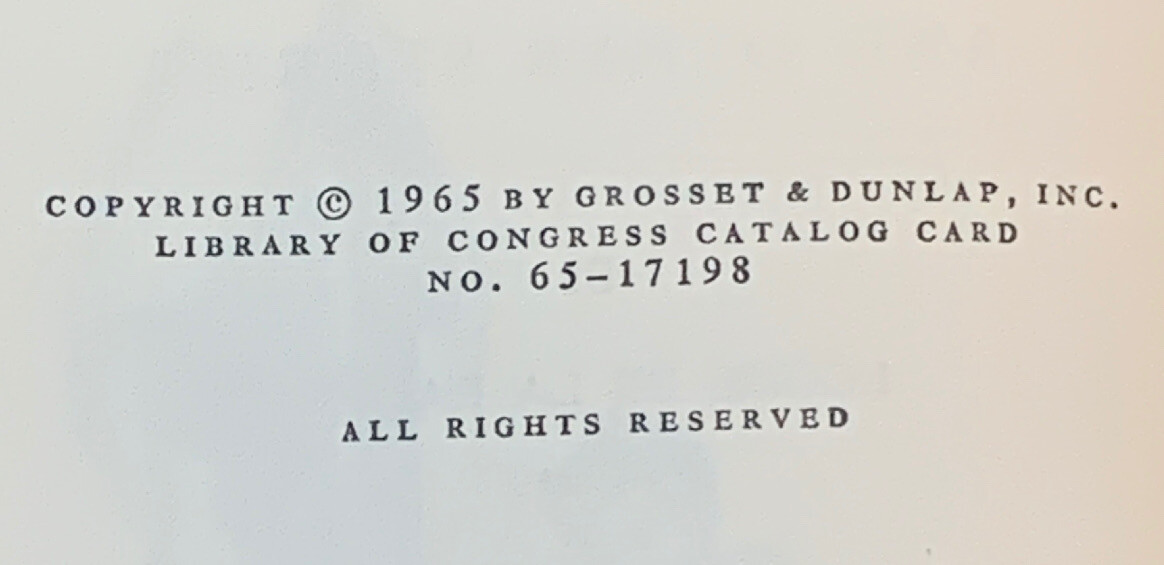 COPYRIGHT © 1965 BY GROSSET & DUNLAP, INC.
LIBRARY OF CONGRESS CATALOG CARD
NO. 65–17198
ALL RIGHTS RESERVED